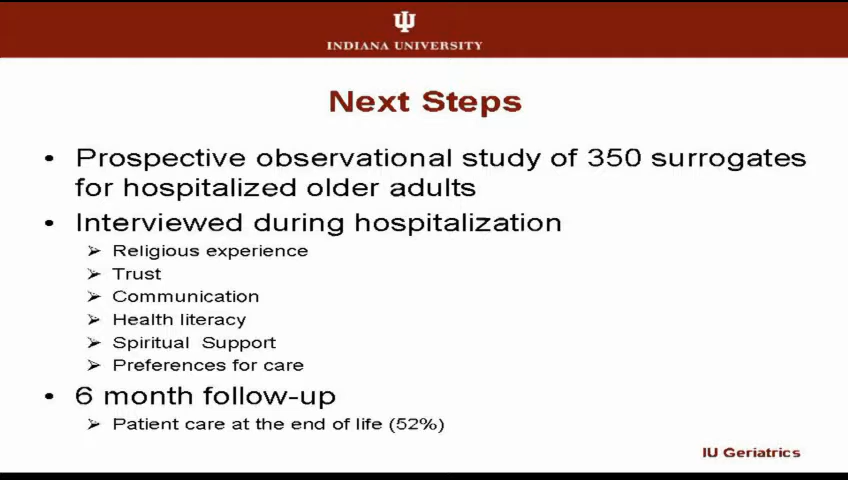 INDIANA UNIVERSITY
Next Steps
• Prospective observational study of 350 surrogates
for hospitalized older adults
• Interviewed during hospitalization
➢ Religious experience
➢ Trust
➢ Communication
➢ Health literacy
➢ Spiritual Support
➢ Preferences for care
• 6 month follow-up
➢ Patient care at the end of life (52%)
IU Geriatrics